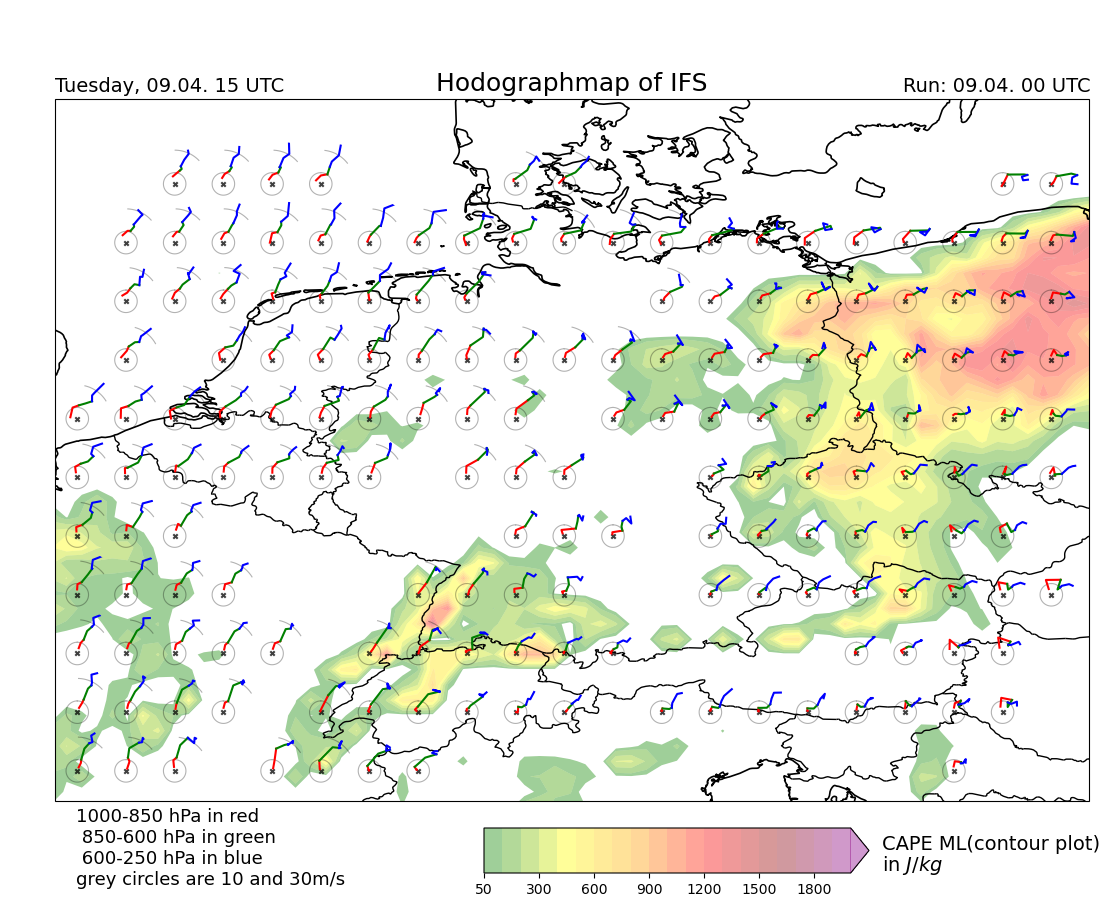 Tuesday, 09.04. 15 UTC
Hodographmap of IFS
Run: 09.04. 00 UTC
1000-850 hPa in red
850-600 hPa in green
600-250 hPa in blue
grey circles are 10 and 30m/s
50 300 600 900 1200 1500 1800
CAPE ML(contour plot)
in J/kg